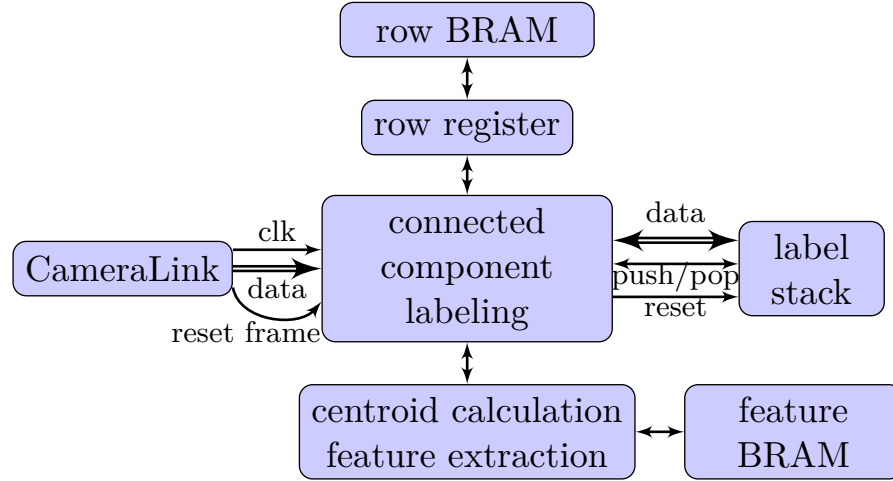 row BRAM
row register
CameraLink
clk
data
reset frame
connected
component
labeling
data
push/pop
reset
label
stack
centroid calculation
feature extraction
feature
BRAM